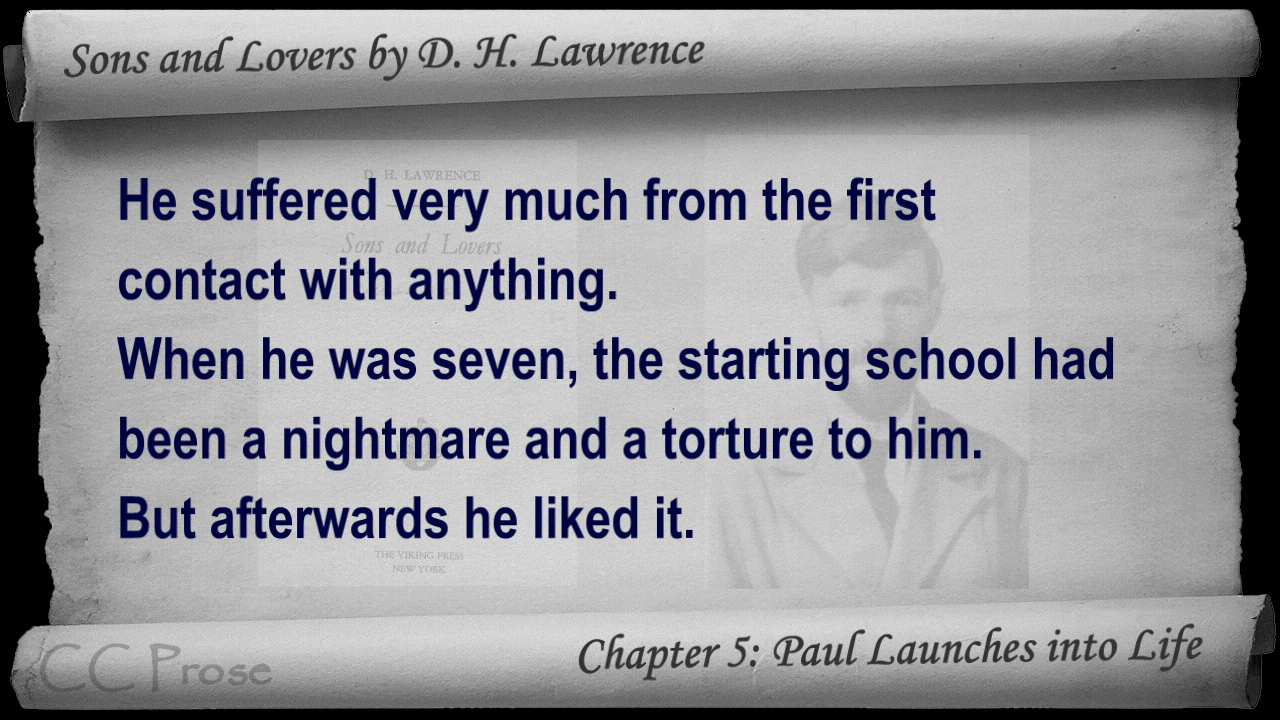 Sons and Lovers by D. H. Lawrence
D. H. LAWRENCE
He suffered very much from the first
Sons and Lovers
contact with anything.
When he was seven, the starting school had
been a nightmare and a torture to him.
But afterwards he liked it.
THE VIKING PRESS
NEW YORK
Chapter 5: Paul Launches into Life
CC Prose